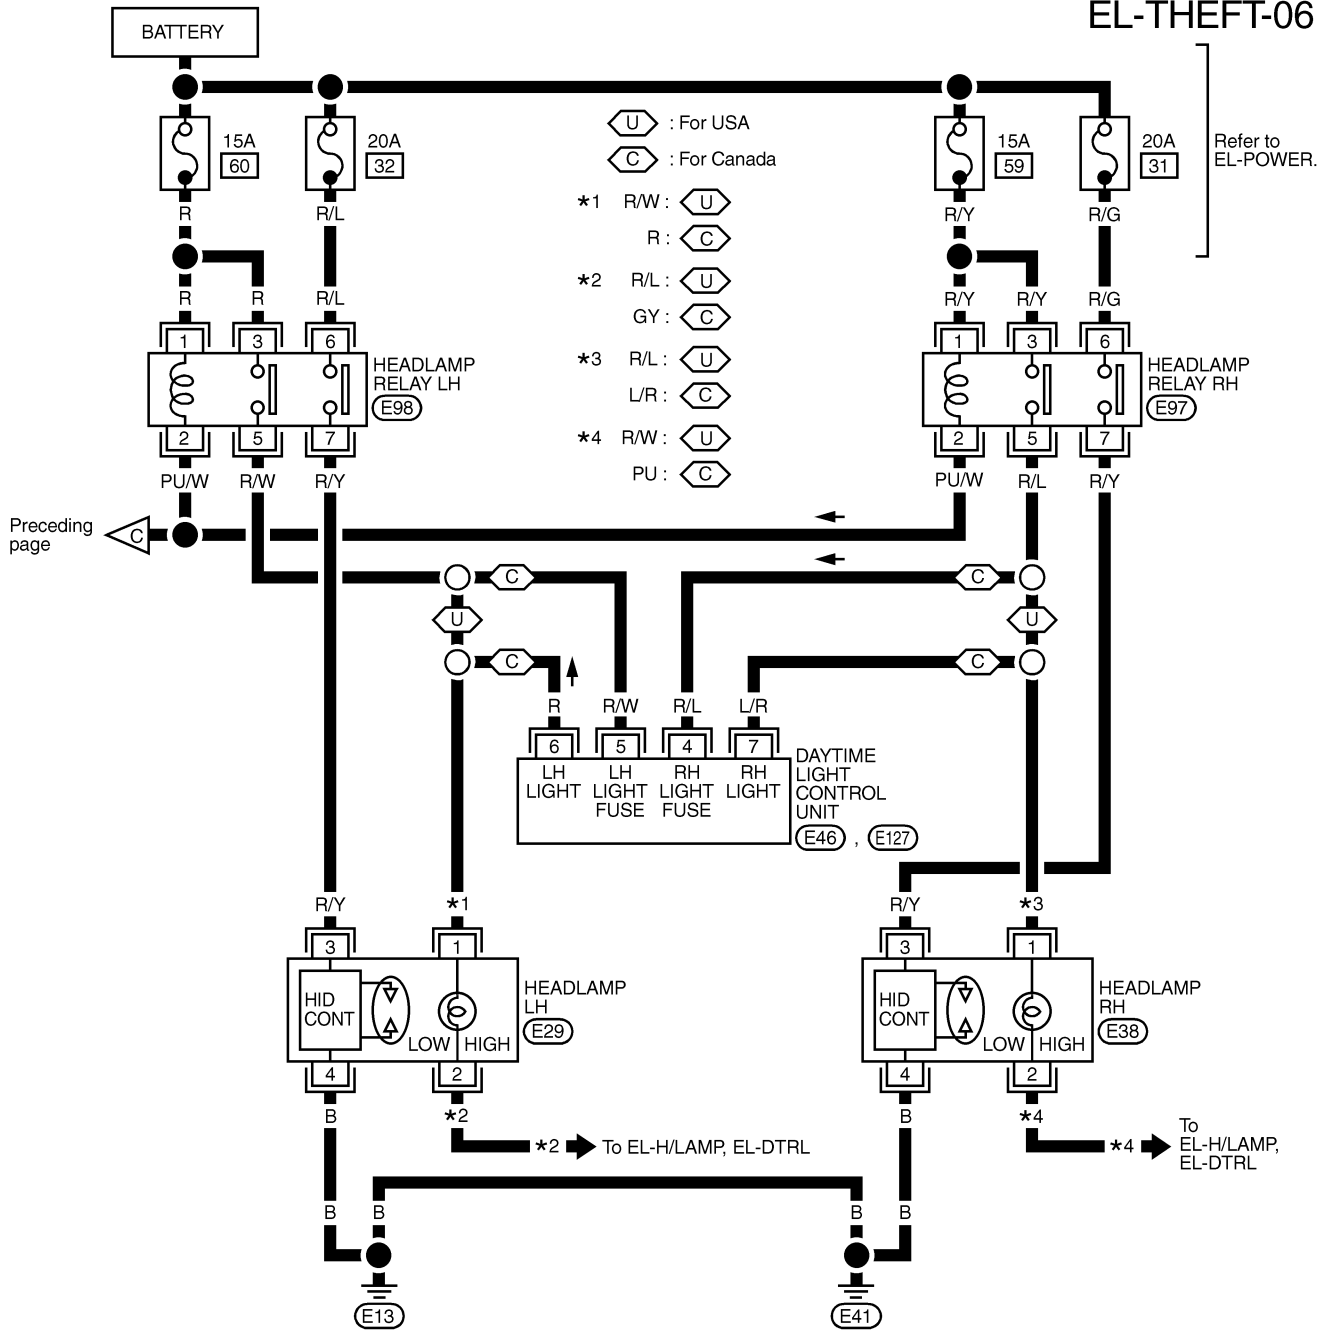 EL-THEFT-06
BATTERY
15A
60
20A
32
U : For USA
C : For Canada
15A
59
20A
31
Refer to
EL-POWER.
*1 R/W : U
R : C
*2 R/L : U
GY : C
*3 R/L : U
L/R : C
*4 R/W : U
PU : C
R
R/L
R/Y
R/G
R
R
R/L
R/Y
R/Y
R/G
1
3
6
HEADLAMP
RELAY LH
E98
2
5
7
1
3
6
HEADLAMP
RELAY RH
E97
2
5
7
PU/W
R/W
R/Y
PU/W
R/L
R/Y
Preceding
page
C
C
C
U
U
C
C
R
R/W
R/L
L/R
6
5
4
7
LH
LIGHT
LH
LIGHT
FUSE
RH
LIGHT
FUSE
RH
LIGHT
DAYTIME
LIGHT
CONTROL
UNIT
E46 , E127
R/Y
*1
R/Y
*3
3
1
HID
CONT
LOW
HIGH
4
2
HEADLAMP
LH
E29
3
1
HID
CONT
LOW
HIGH
4
2
HEADLAMP
RH
E38
B
*2
B
*4
*2
To EL-H/LAMP, EL-DTRL
*4
To
EL-H/LAMP,
EL-DTRL
B
B
B
B
E13
E41